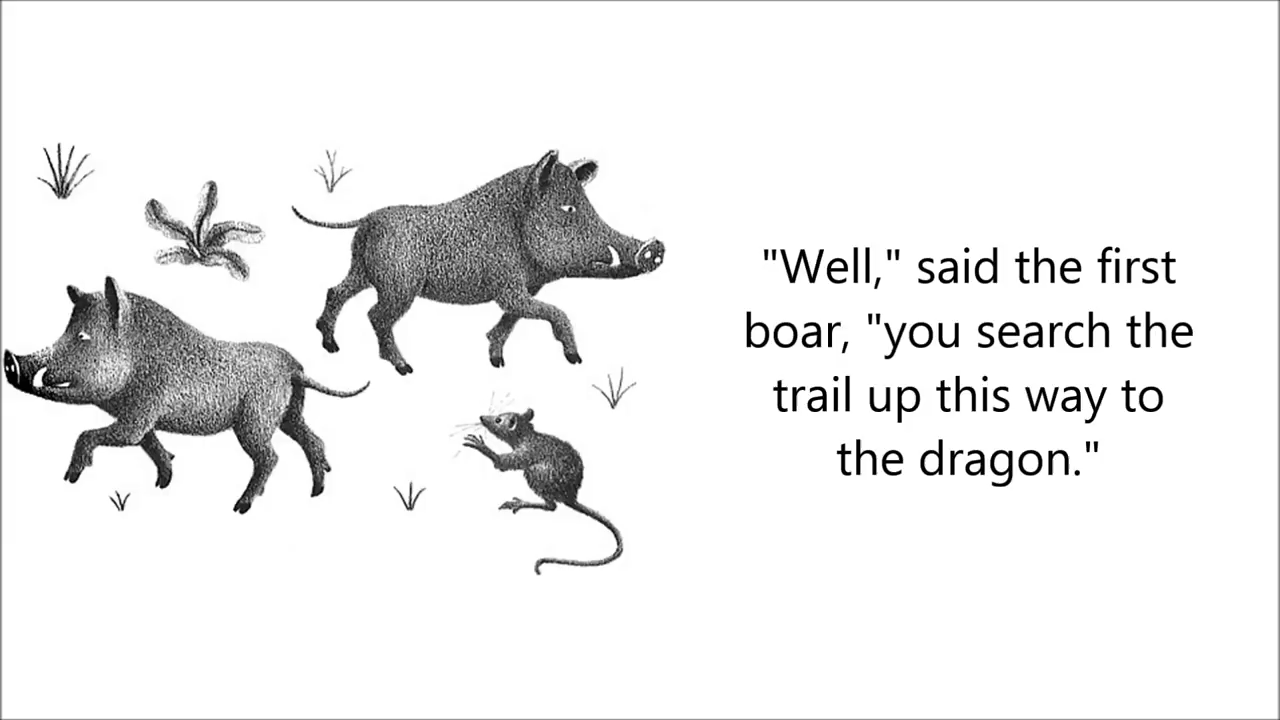 "Well," said the first
boar, "you search the
trail up this way to
the dragon."